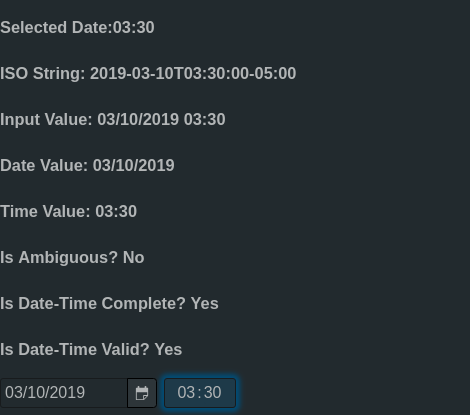 Selected Date:03:30
ISO String: 2019-03-10T03:30:00-05:00
Input Value: 03/10/2019 03:30
Date Value: 03/10/2019
Time Value: 03:30
Is Ambiguous? No
Is Date-Time Complete? Yes
Is Date-Time Valid? Yes
03/10/2019 03:30